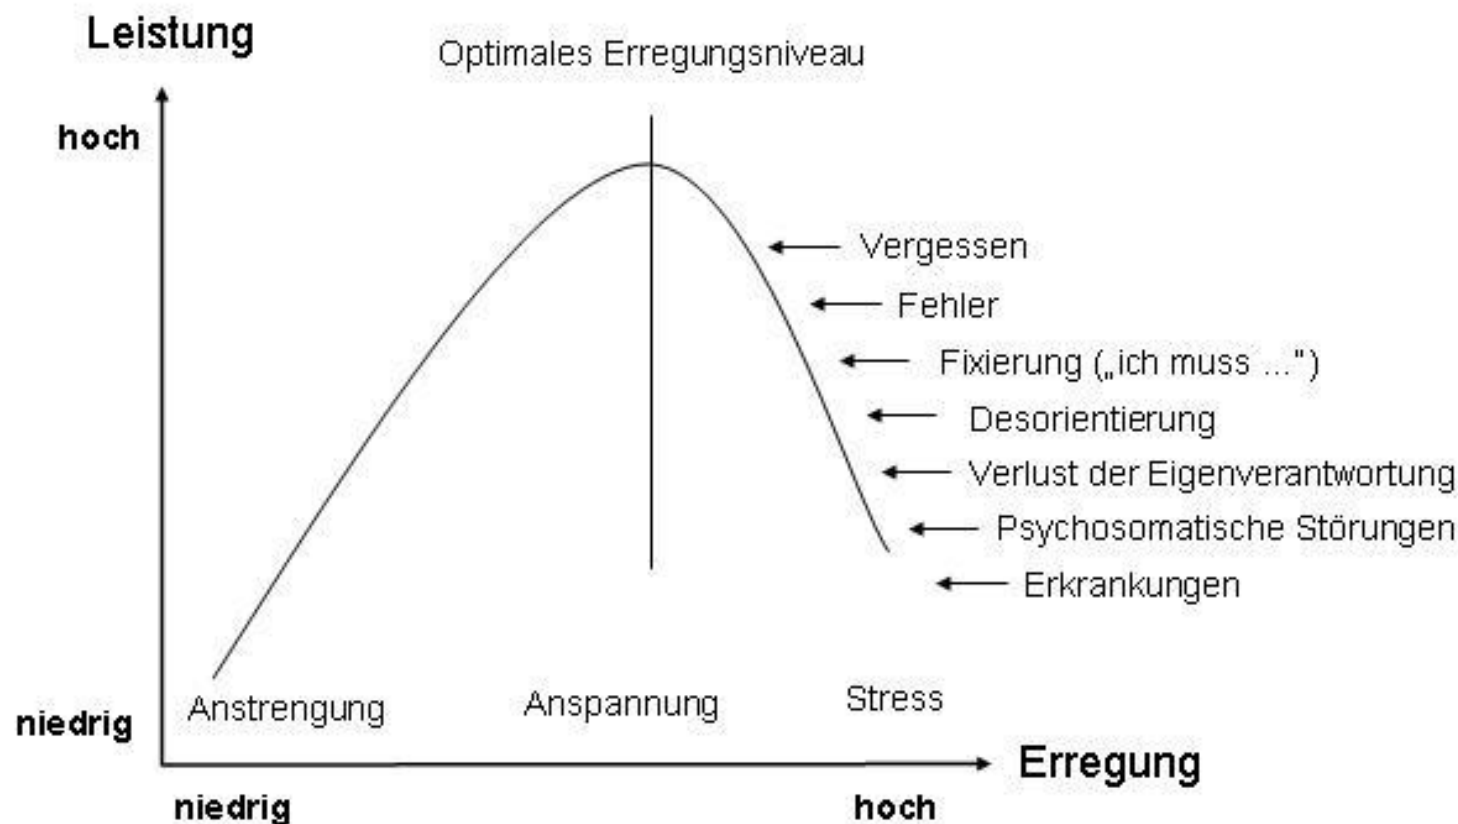 Leistung
Optimales Erregungsniveau
hoch
Vergessen
Fehler
Fixierung („ich muss ...")
Desorientierung
Verlust der Eigenverantwortung
Psychosomatische Störungen
Erkrankungen
Anstrengung
Anspannung
Stress
niedrig
Erregung
niedrig
hoch